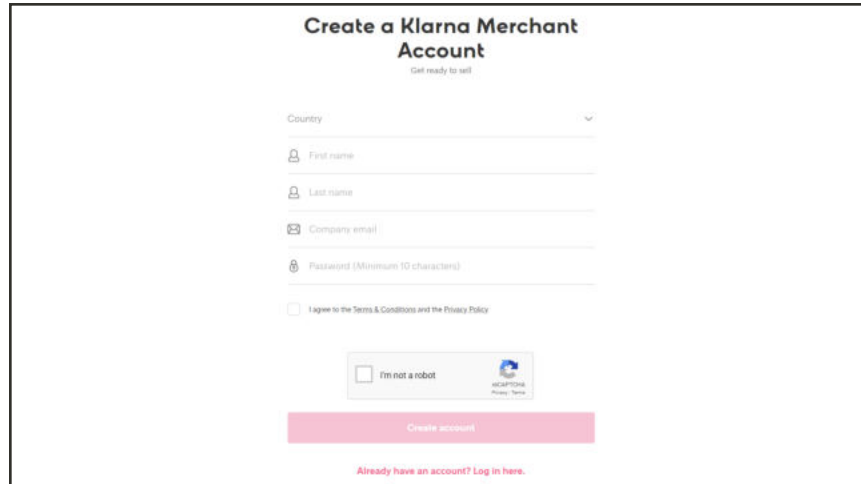 Create a Klarna Merchant
Account
Get ready to sell
Country
First name
Last name
Company email
Password (Minimum 10 characters)
I agree to the Terms & Conditions and the Privacy Policy
I'm not a robot
reCAPTCHA
Privacy - Terms
Create account
Already have an account? Log in here.